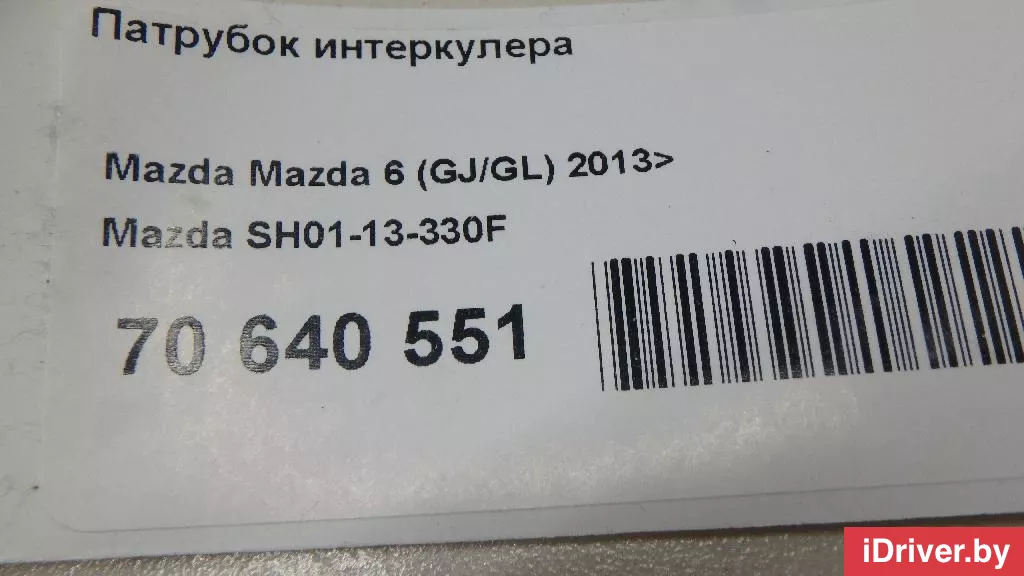 Патрубок интеркулера
Mazda Mazda 6 (GJ/GL) 2013>
Mazda SH01-13-330F
70 640 551
iDriver.by